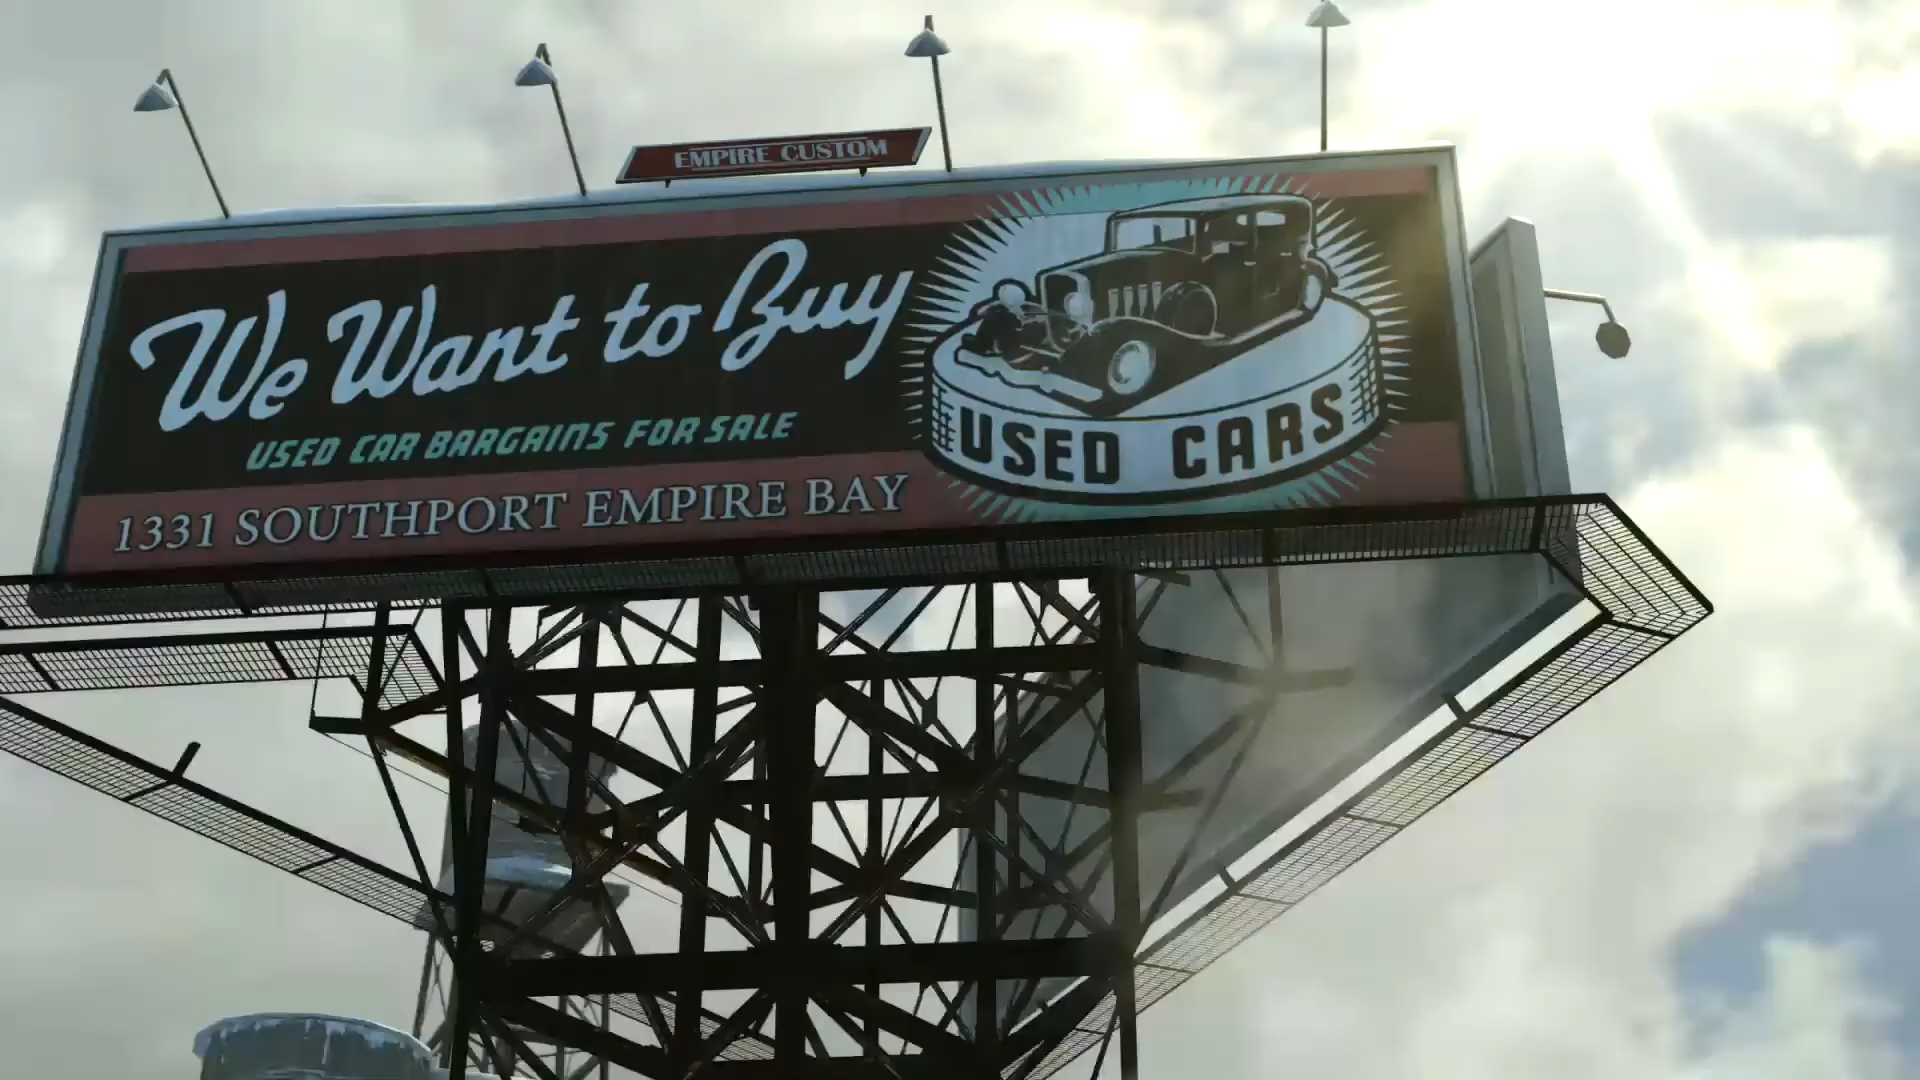 EMPIRE CUSTOM
We Want to Buy
USED CAR BARGAINS FOR SALE
1331 SOUTHPORT EMPIRE BAY
USED CARS